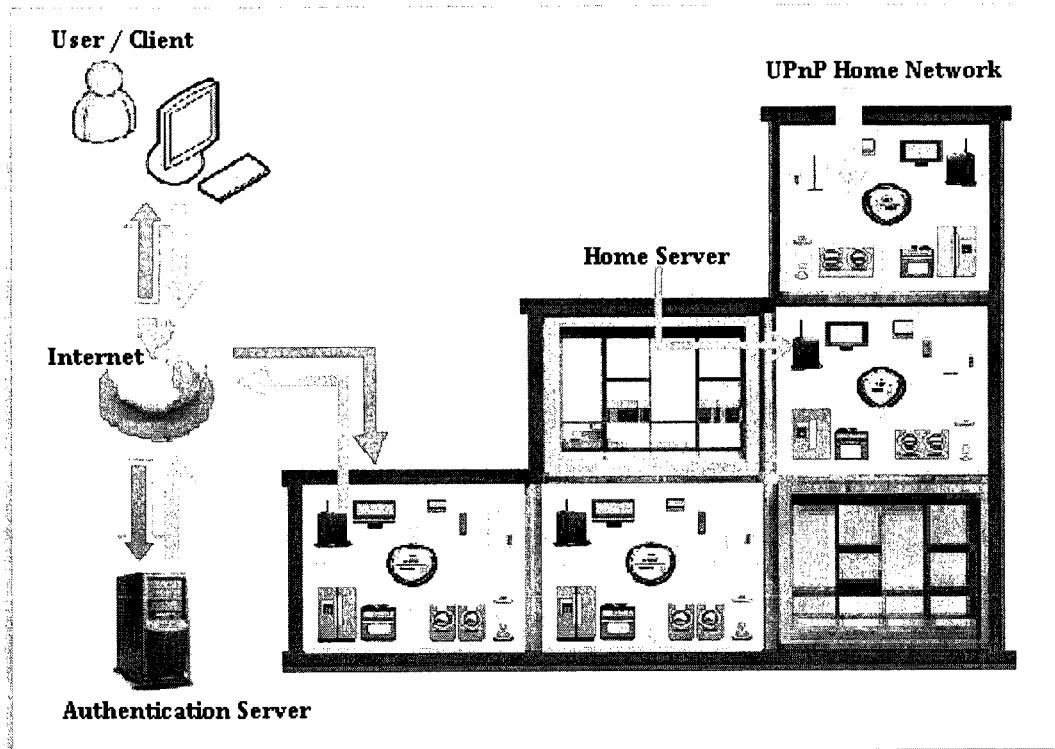 User / Client
UPnP Home Network
Home Server
Internet
Authentication Server